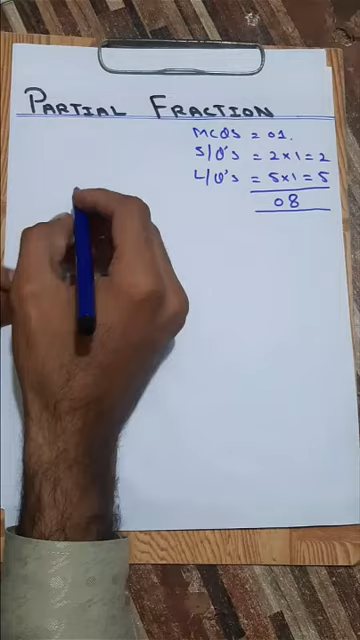 PARTIAL FRACTION
MCQS = 01.
S/Q's = 2×1 = 2
L/Q's = 5×1 = 5
08